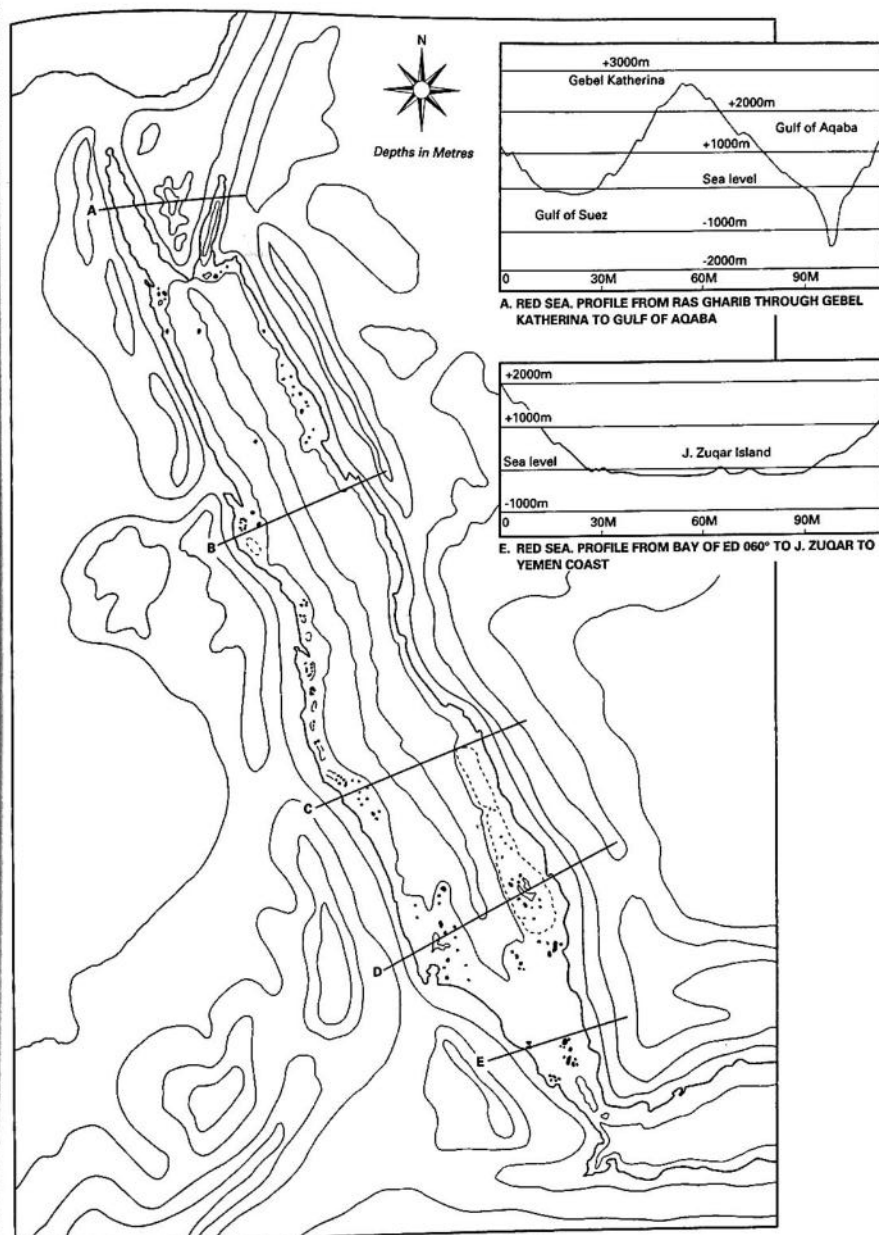 N
Depths in Metres
A
B
C
D
E
+3000m
Gebel Katherina
+2000m
Gulf of Aqaba
+1000m
Sea level
Gulf of Suez
-1000m
-2000m
0 30M 60M 90M
A. RED SEA. PROFILE FROM RAS GHARIB THROUGH GEBEL
KATHERINA TO GULF OF AQABA
+2000m
+1000m
J. Zuqar Island
Sea level
-1000m
0 30M 60M 90M
E. RED SEA. PROFILE FROM BAY OF ED 060° TO J. ZUQAR TO
YEMEN COAST